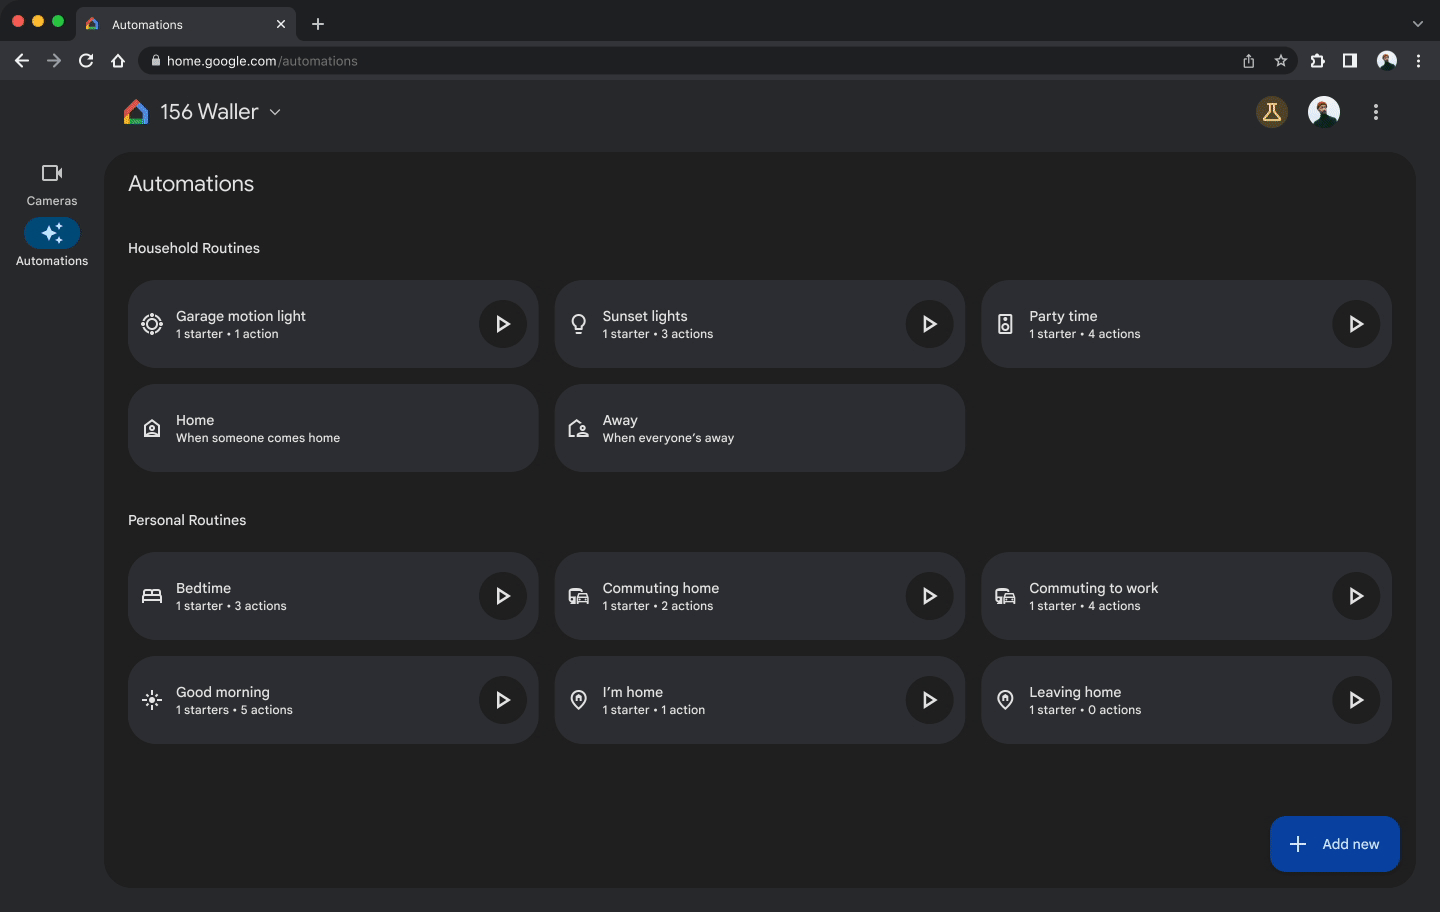 Automations
home.google.com/automations
156 Waller
Cameras
Automations
Automations
Household Routines
Garage motion light
1 starter • 1 action
Sunset lights
1 starter • 3 actions
Party time
1 starter • 4 actions
Home
When someone comes home
Away
When everyone’s away
Personal Routines
Bedtime
1 starter • 3 actions
Commuting home
1 starter • 2 actions
Commuting to work
1 starter • 4 actions
Good morning
1 starters • 5 actions
I’m home
1 starter • 1 action
Leaving home
1 starter • 0 actions
Add new